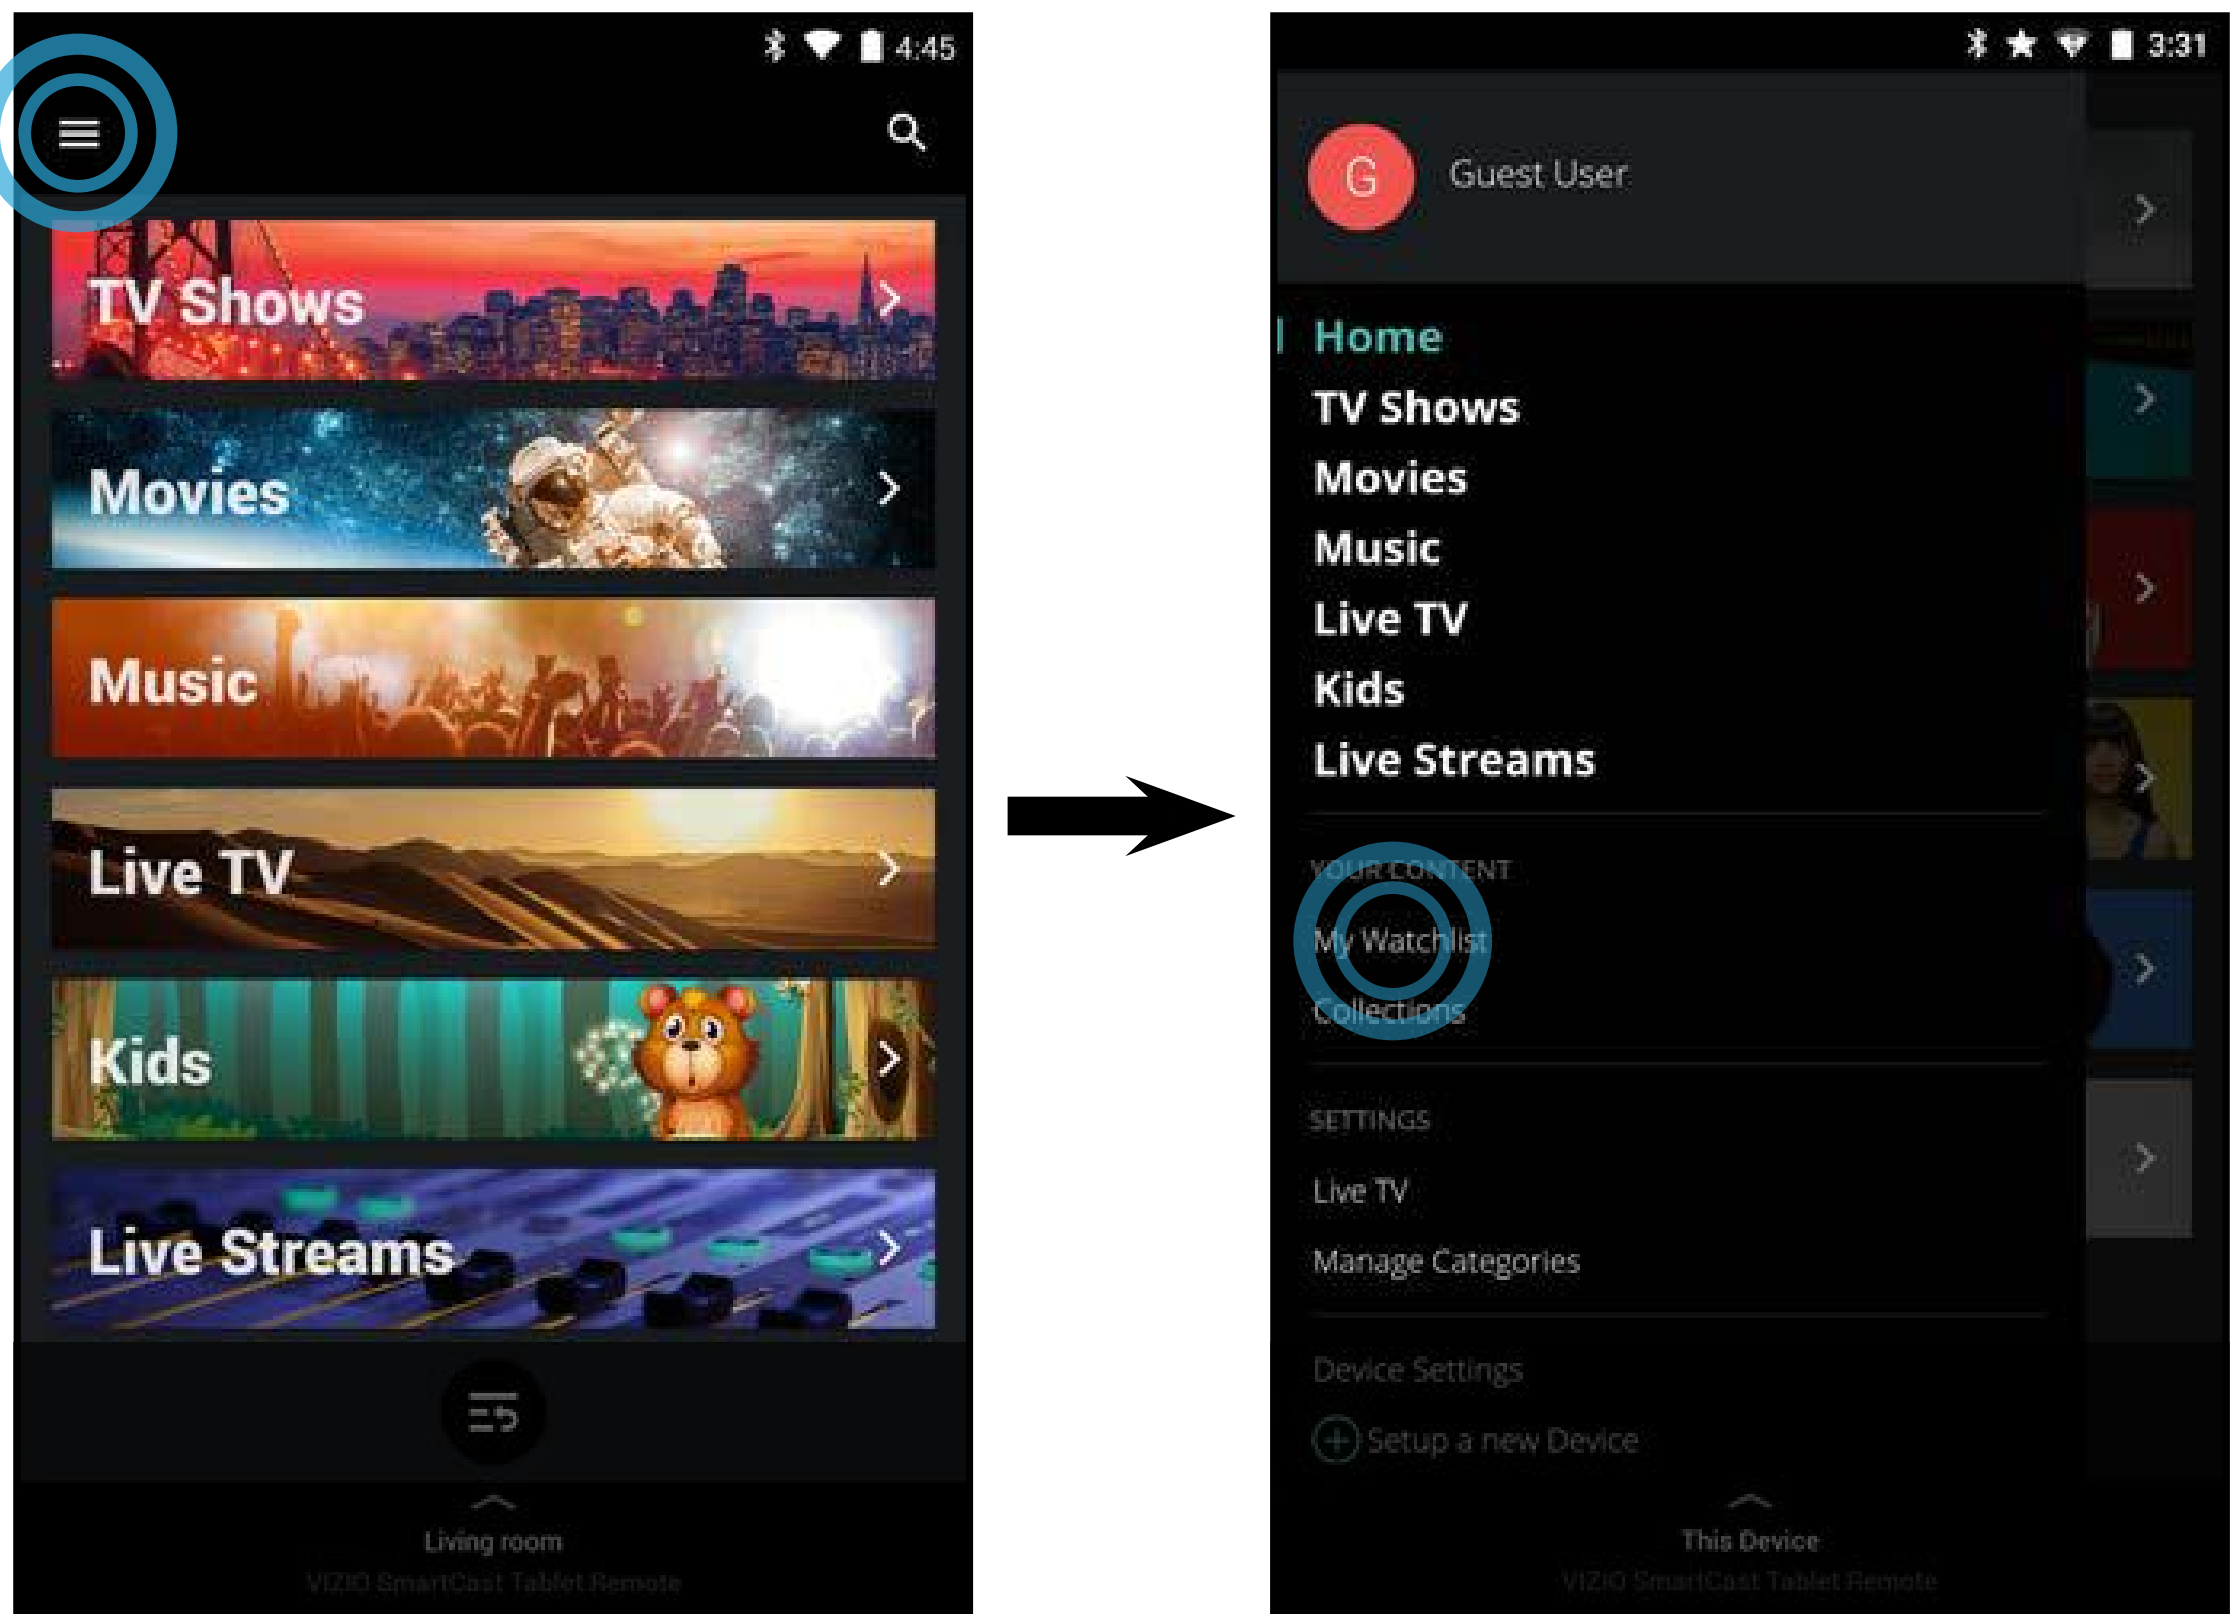 4:45
TV Shows
Movies
Music
Live TV
Kids
Live Streams
Living room
VIZIO SmartCast Tablet Remote
3:31
G
Guest User
Home
TV Shows
Movies
Music
Live TV
Kids
Live Streams
YOUR CONTENT
My Watchlist
Collections
SETTINGS
Live TV
Manage Categories
Device Settings
Setup a new Device
This Device
VIZIO SmartCast Tablet Remote